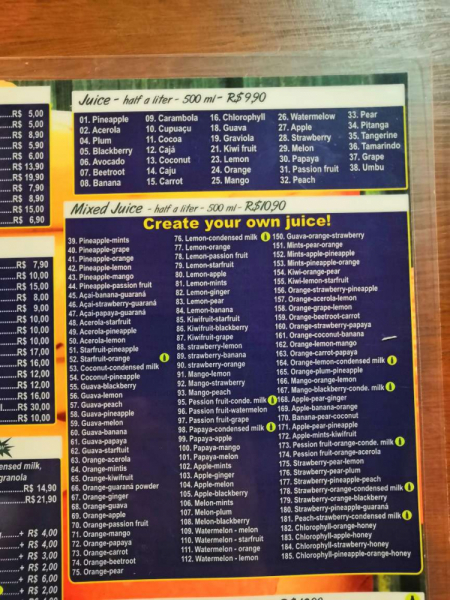 R$ 5,00
R$ 5,00
R$ 8,90
R$ 5,90
R$ 6,00
R$ 13,90
R$ 19,90
R$ 7,90
R$ 8,90
R$ 15,00
R$ 6,90
R$ 7,90
R$ 10,00
R$ 15,00
R$ 8,00
R$ 9,00
R$ 10,00
R$ 10,00
R$ 10,00
R$ 17,00
R$ 16,00
R$ 12,00
R$ 12,00
R$ 16,00
R$ 30,00
R$ 10,00
ensed milk,
granola
R$ 14,90
R$ 21,90
+ R$ 4,00
+ R$ 4,00
+ R$ 3,00
+ R$ 2,00
+ R$ 6,00
+ R$ 2,00
Juice - half a liter - 500 ml - R$ 9,90
01. Pineapple
02. Acerola
04. Plum
05. Blackberry
06. Avocado
07. Beetroot
08. Banana
09. Carambola
10. Cupuaçu
11. Cocoa
12. Cajá
13. Coconut
14. Caju
15. Carrot
16. Chlorophyll
18. Guava
19. Graviola
21. Kiwi fruit
23. Lemon
24. Orange
25. Mango
26. Watermelow
27. Apple
28. Strawberry
29. Melon
30. Papaya
31. Passion fruit
32. Peach
33. Pear
34. Pitanga
35. Tangerine
36. Tamarindo
37. Grape
38. Umbu
Mixed Juice - half a liter - 500 ml - R$10,90
Create your own juice!
39. Pineapple-mints
40. Pineapple-grape
41. Pineapple-orange
42. Pineapple-lemon
43. Pineapple-mango
44. Pineapple-passion fruit
45. Açai-banana-guaraná
46. Açai-strawberry-guaraná
47. Açai-papaya-guaraná
48. Acerola-starfruit
49. Acerola-pineapple
50. Acerola-lemon
51. Starfruit-pineapple
52. Starfruit-orange
53. Coconut-condensed milk
54. Coconut-pineapple
55. Guava-blackberry
56. Guava-lemon
57. Guava-peach
58. Guava-pineapple
59. Guava-melon
60. Guava-banana
61. Guava-papaya
62. Guava-starftuit
63. Orange-acerola
64. Orange-mintis
65. Orange-kiwifruit
66. Orange-guaraná powder
67. Orange-ginger
68. Orange-guava
69. Orange-apple
70. Orange-passion fruit
71. Orange-mango
72. Orange-papaya
73. Orange-carrot
74. Orange-beetroot
75. Orange-pear
76. Lemon-condensed milk
77. Lemon-orange
78. Lemon-passion fruit
79. Lemon-starfruit
80. Lemon-apple
81. Lemon-mints
82. Lemon-ginger
83. Lemon-pear
84. Lemon-banana
85. Kiwifruit-starfruit
86. Kiwifruit-blackberry
87. Kiwifruit-grape
88. strawberry-lemon
89. strawberry-banana
90. strawberry-orange
91. Mango-lemon
92. Mango-strawberry
93. Mango-peach
95. Pession fruit-conde. milk
96. Passion fruit-watermelon
97. Passion fruit-grape
98. Papaya-condensed milk
99. Papaya-apple
100. Papaya-mango
101. Papaya-melon
102. Apple-mints
103. Apple-ginger
104. Apple-melon
105. Apple-blackberry
106. Melon-mints
107. Melon-plum
108. Melon-blackberry
109. Watermelon - melon
110. Watermelon - starfruit
111. Watermelon - orange
112. Watermelon - lemon
150. Guava-orange-strawberry
151. Mints-pear-orange
152. Mints-apple-pineapple
153. Mints-pineapple-orange
154. Kiwi-orange-pear
155. Kiwi-lemon-starfruit
156. Orange-strawberry-pineapple
157. Orange-acerola-lemon
158. Orange-grape-lemon
159. Orange-beetroot-carrot
160. Orange-strawberry-papaya
161. Orange-coconut-banana
162. Orange-lemon-mango
163. Orange-carrot-papaya
164. Orange-lemon-condensed milk
165. Orange-plum-pineapple
166. Mango-orange-lemon
167. Mango-blackberry-conde. milk
168. Apple-pear-ginger
169. Apple-banana-orange
170. Banana-pear-coconut
171. Apple-pear-pineapple
172. Apple-mints-kiwifruit
173. Pession fruit-orange-conde. milk
174. Pession fruit-orange-acerola
175. Strawberry-pear-lemon
176. Strawberry-pear-plum
177. Strawberry-pineapple-peach
178. Strawberry-orange-condensed milk
179. Strawberry-orange-blackberry
180. Strawberry-pineapple-guaraná
181. Peach-strawberry-condensed milk
182. Chlorophyll-orange-honey
183. Chlorophyll-apple-honey
184. Chlorophyll-strawberry-honey
185. Chlorophyll-pineapple-orange-honey